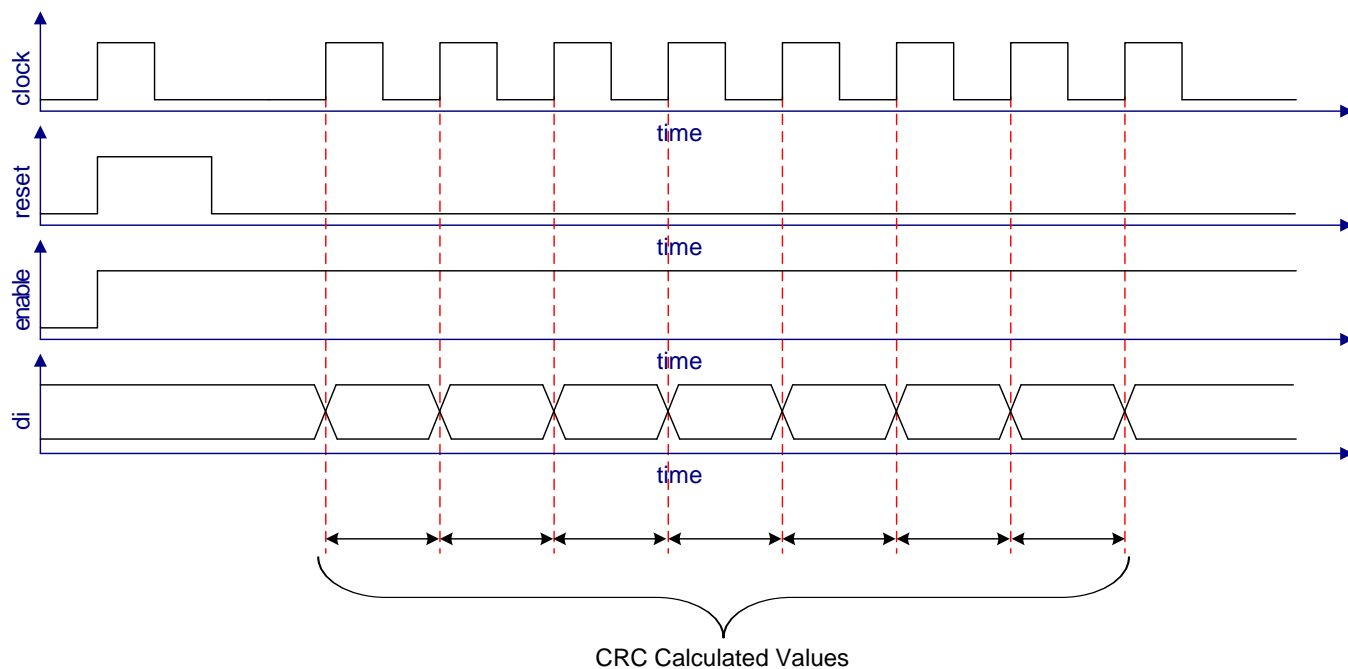 clock
time
reset
time
enable
time
di
time
CRC Calculated Values